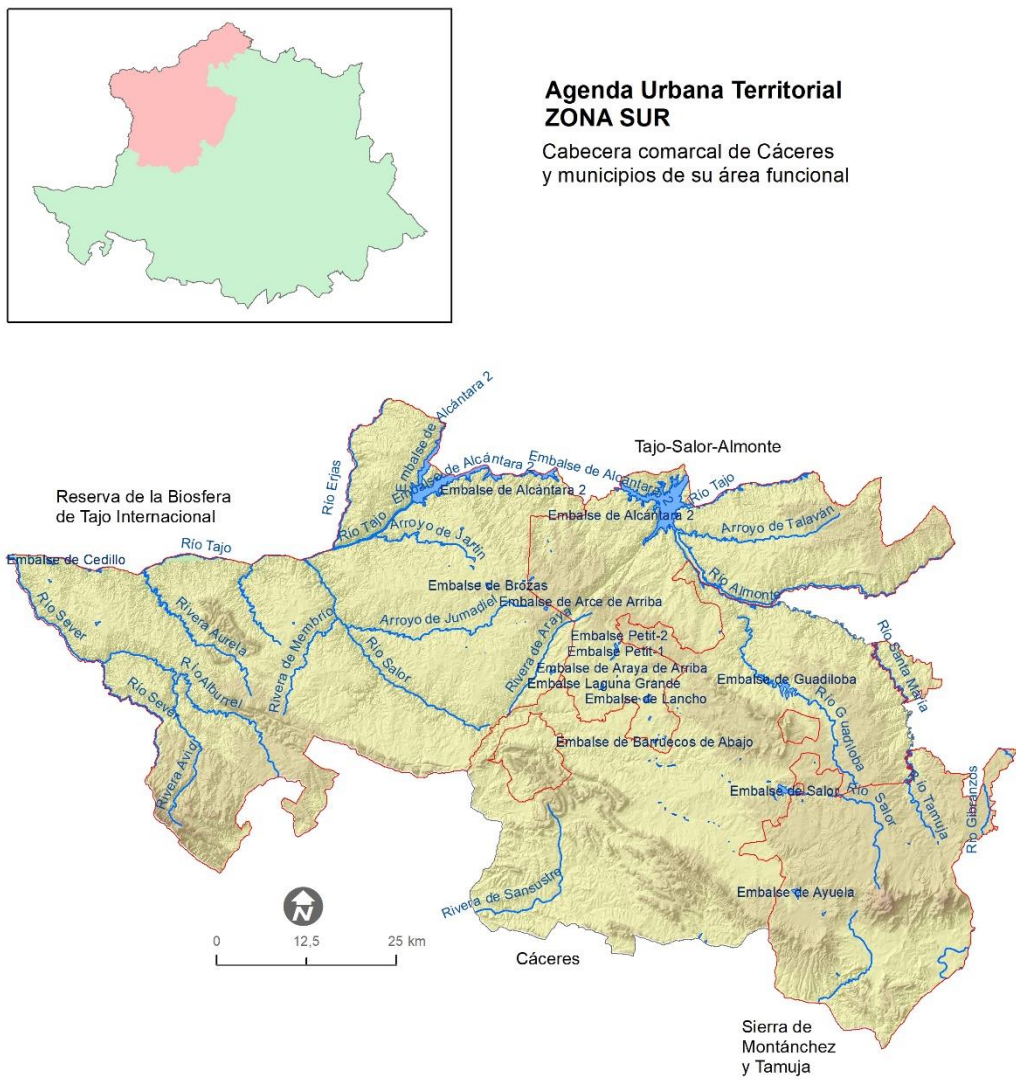 Agenda Urbana Territorial
ZONA SUR
Cabecera comarcal de Cáceres
y municipios de su área funcional
Embalse de Alcántara 2
Tajo-Salor-Almonte
Río Erjas
Embalse de Alcántara 2
Embalse de Alcántara 2
Embalse de Alcántara 2
Río Tajo
Reserva de la Biosfera
de Tajo Internacional
Embalse de Alcántara 2
Embalse de Alcántara 2
Río Tajo
Arroyo de Jartín
Arroyo de Talaván
Río Tajo
Embalse de Cedillo
Río Almonte
Embalse de Brozas
Río Sever
Rivera Aurela
Rivera de Membrío
Arroyo de Jumadiel
Embalse de Arce de Arriba
Rivera de Araya
Embalse Petit-2
Embalse Petit-1
Río Santa María
Río Alburrel
Río Salor
Embalse de Araya de Arriba
Embalse Laguna Grande
Embalse de Lancho
Embalse de Guadiloba
Río Guadiloba
Río Sever
Rivera Avid
Embalse de Barruecos de Abajo
Embalse de Salor
Río Salor
Río Tamuja
Río Gibranzos
Rivera de Sansustre
Embalse de Ayuela
N
0 12,5 25 km
Cáceres
Sierra de
Montánchez
y Tamuja